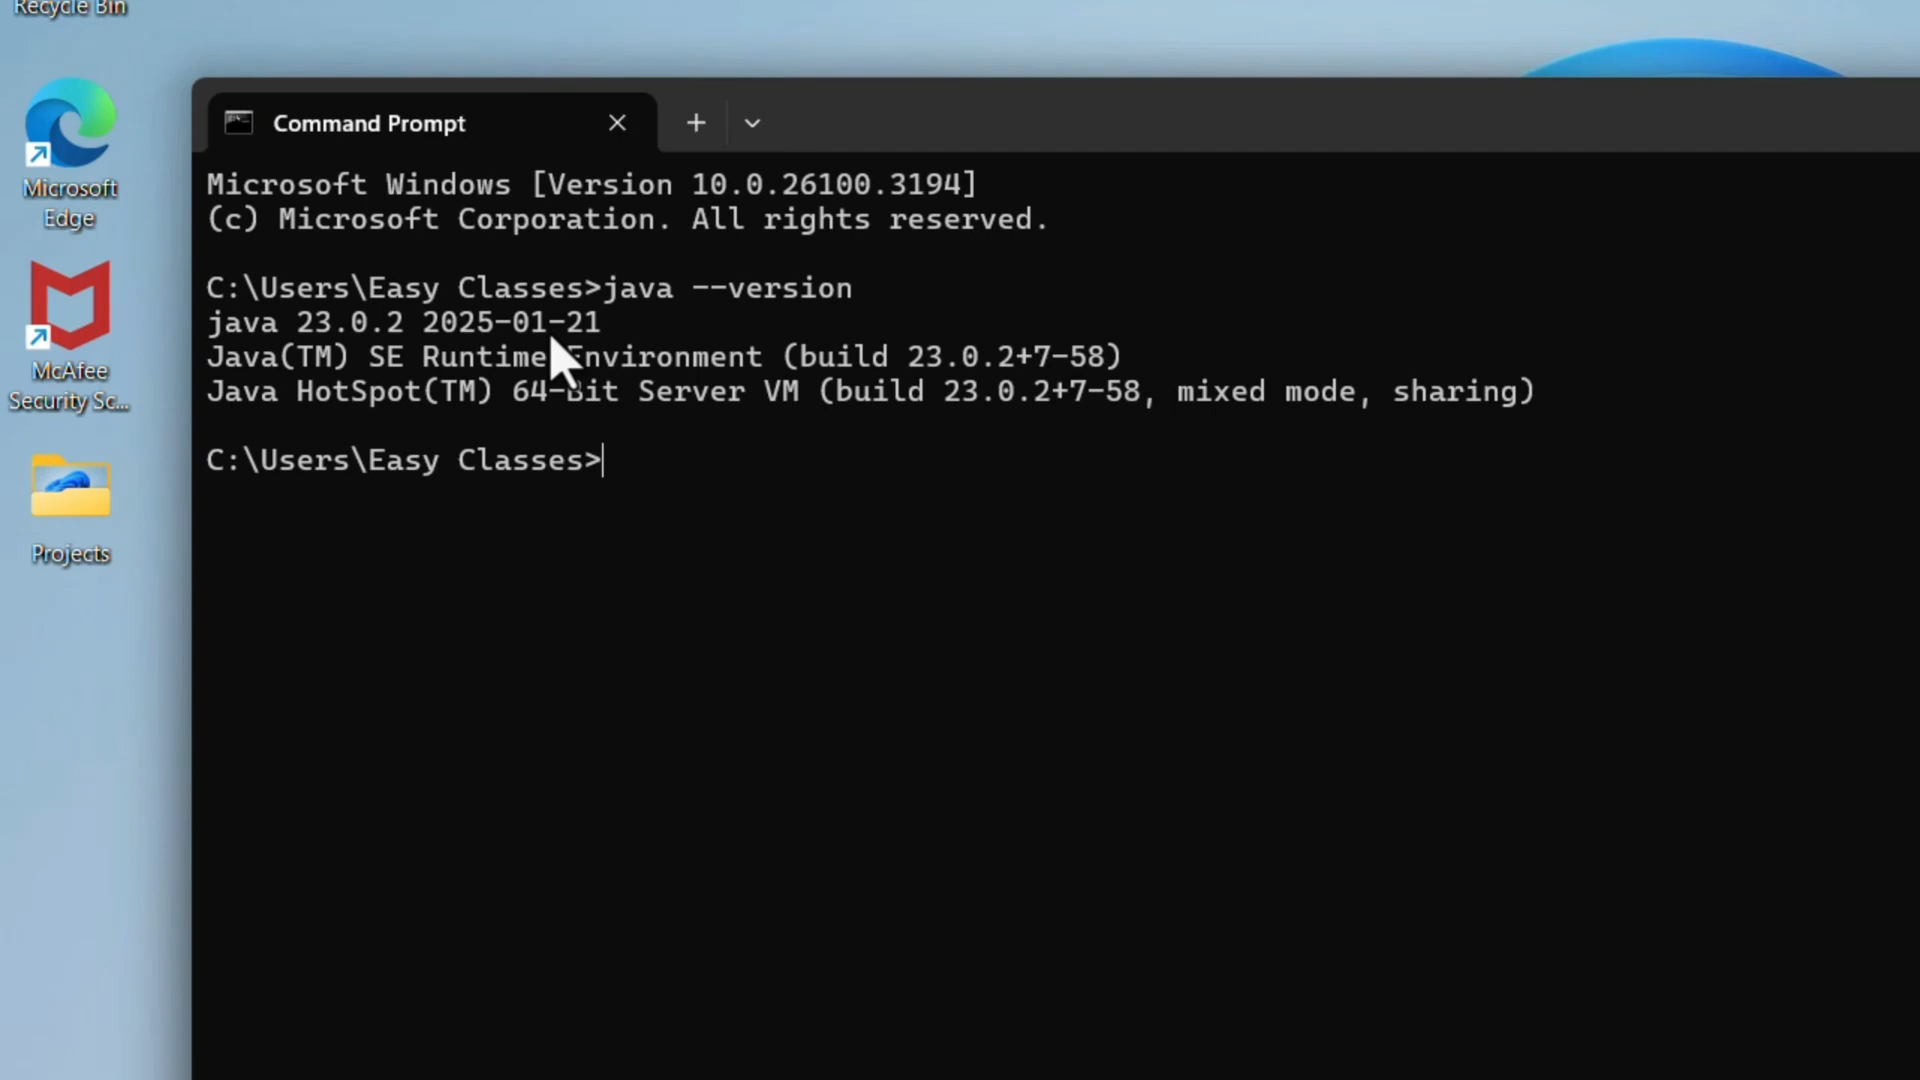 Recycle Bin
Microsoft
Edge
McAfee
Security Sc...
Projects
Command Prompt
Microsoft Windows [Version 10.0.26100.3194]
(c) Microsoft Corporation. All rights reserved.
C:\Users\Easy Classes>java --version
java 23.0.2 2025-01-21
Java(TM) SE Runtime Environment (build 23.0.2+7-58)
Java HotSpot(TM) 64-Bit Server VM (build 23.0.2+7-58, mixed mode, sharing)
C:\Users\Easy Classes>